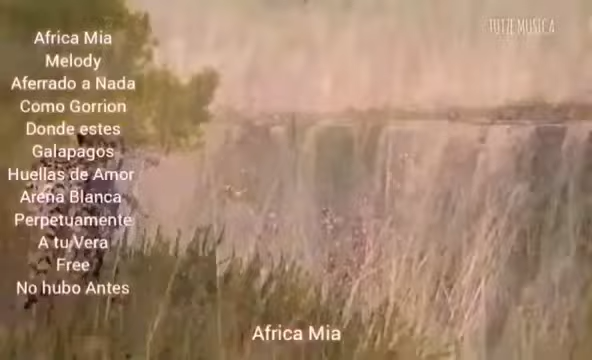 TUTTE MUSICA
Africa Mia
Melody
Aferrado a Nada
Como Gorrion
Donde estes
Galapagos
Huellas de Amor
Arena Blanca
Perpetuamente
A tu Vera
Free
No hubo Antes
Africa Mia